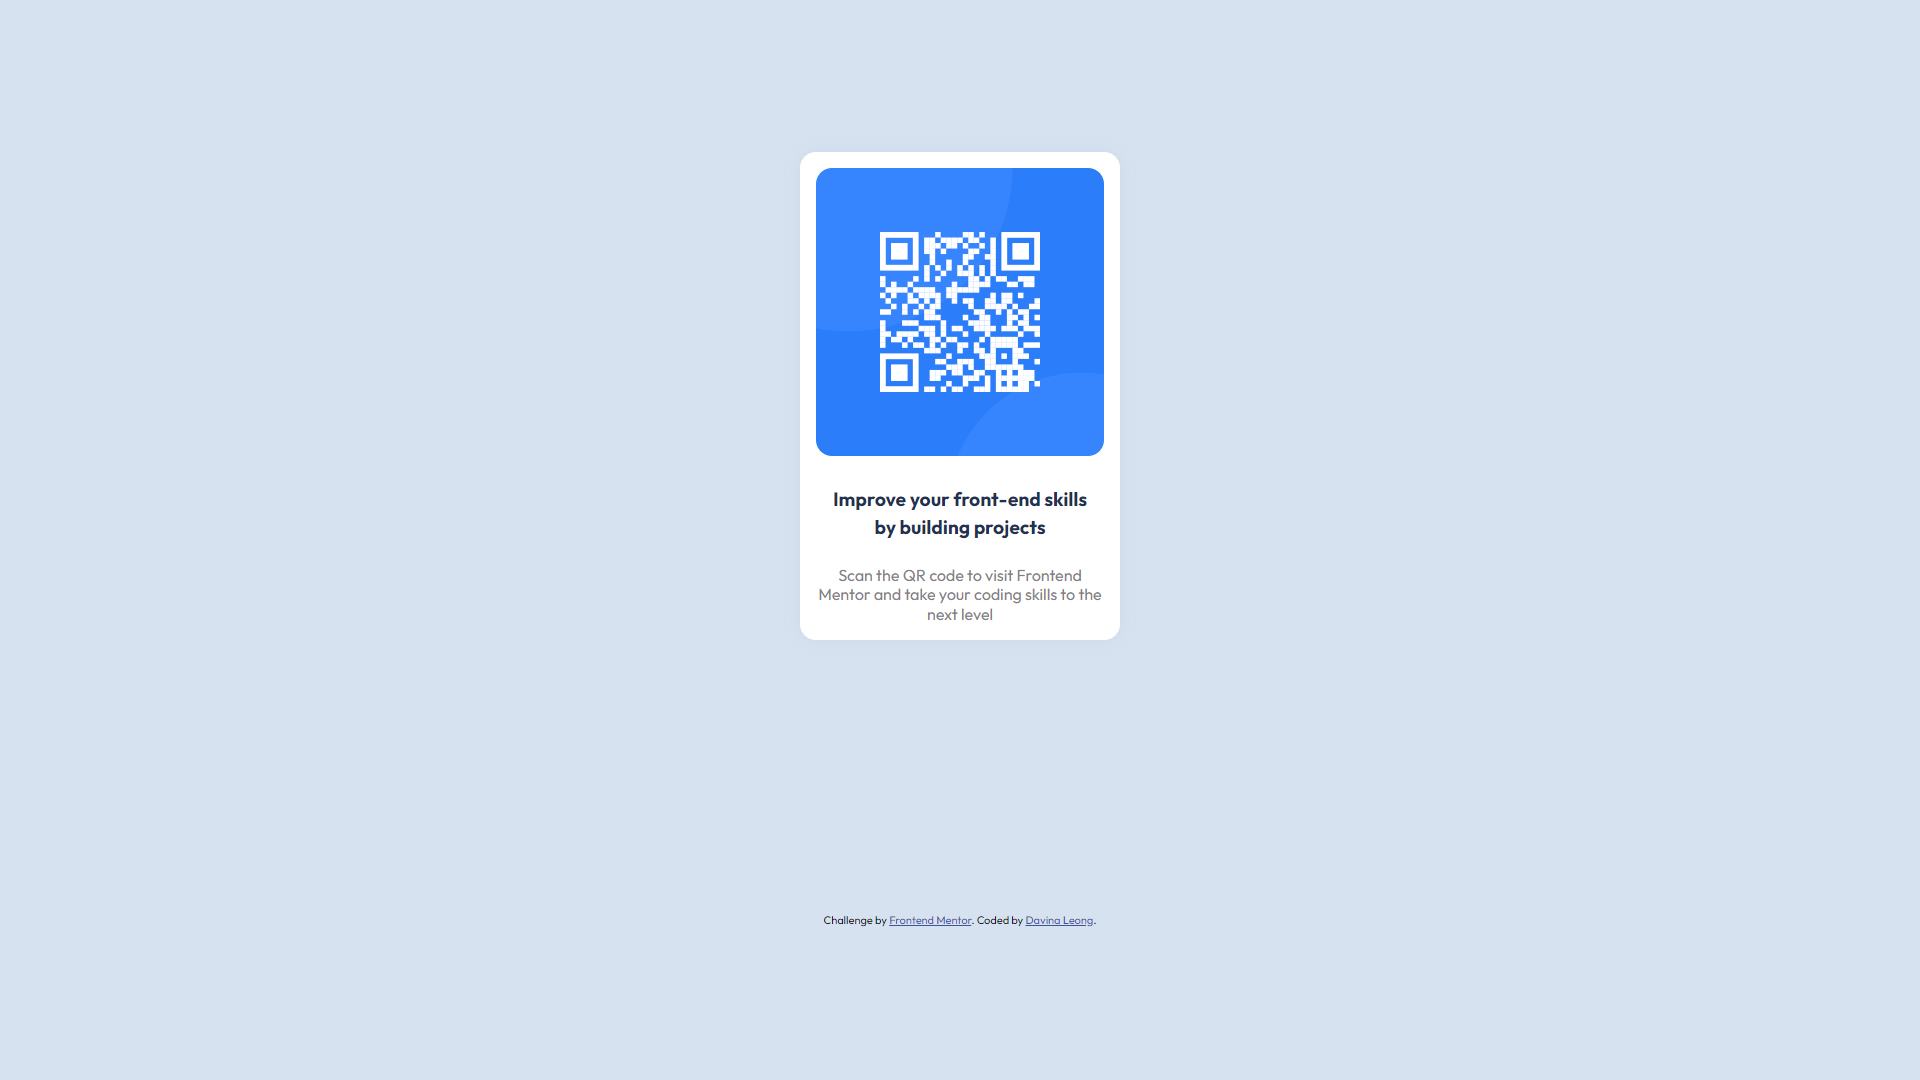 Improve your front-end skills
by building projects
Scan the QR code to visit Frontend
Mentor and take your coding skills to the
next level
Challenge by Frontend Mentor. Coded by Davina Leong.